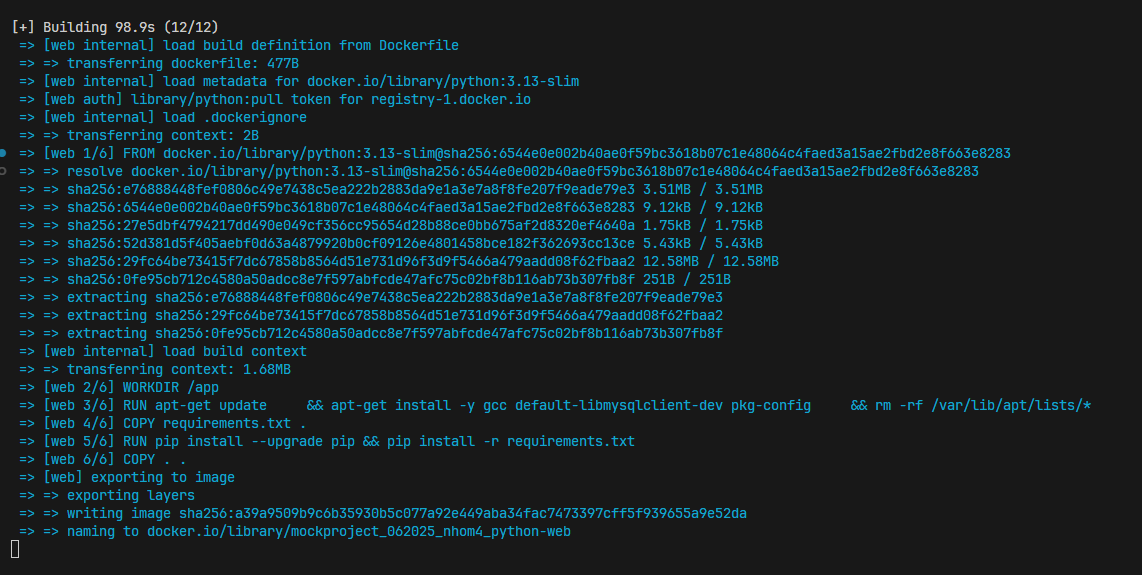 [+] Building 98.9s (12/12)
=> [web internal] load build definition from Dockerfile
=> => transferring dockerfile: 477B
=> [web internal] load metadata for docker.io/library/python:3.13-slim
=> [web auth] library/python:pull token for registry-1.docker.io
=> [web internal] load .dockerignore
=> => transferring context: 2B
=> [web 1/6] FROM docker.io/library/python:3.13-slim@sha256:6544e0e002b40ae0f59bc3618b07c1e48064c4faed3a15ae2fbd2e8f663e8283
=> => resolve docker.io/library/python:3.13-slim@sha256:6544e0e002b40ae0f59bc3618b07c1e48064c4faed3a15ae2fbd2e8f663e8283
=> => sha256:e76888448fef0806c49e7438c5ea222b2883da9e1a3e7a8f8fe207f9eade79e3 3.51MB / 3.51MB
=> => sha256:6544e0e002b40ae0f59bc3618b07c1e48064c4faed3a15ae2fbd2e8f663e8283 9.12kB / 9.12kB
=> => sha256:27e5dbf4794217dd490e049cf356cc95654d28b88ce0bb675af2d8320ef4640a 1.75kB / 1.75kB
=> => sha256:52d381d5f405aebf0d63a4879920b0cf09126e4801458bce182f362693cc13ce 5.43kB / 5.43kB
=> => sha256:29fc64be73415f7dc67858b8564d51e731d96f3d9f5466a479aadd08f62fbaa2 12.58MB / 12.58MB
=> => sha256:0fe95cb712c4580a50adcc8e7f597abfcde47afc75c02bf8b116ab73b307fb8f 251B / 251B
=> => extracting sha256:e76888448fef0806c49e7438c5ea222b2883da9e1a3e7a8f8fe207f9eade79e3
=> => extracting sha256:29fc64be73415f7dc67858b8564d51e731d96f3d9f5466a479aadd08f62fbaa2
=> => extracting sha256:0fe95cb712c4580a50adcc8e7f597abfcde47afc75c02bf8b116ab73b307fb8f
=> [web internal] load build context
=> => transferring context: 1.68MB
=> [web 2/6] WORKDIR /app
=> [web 3/6] RUN apt-get update     && apt-get install -y gcc default-libmysqlclient-dev pkg-config     && rm -rf /var/lib/apt/lists/*
=> [web 4/6] COPY requirements.txt .
=> [web 5/6] RUN pip install --upgrade pip && pip install -r requirements.txt
=> [web 6/6] COPY . .
=> [web] exporting to image
=> => exporting layers
=> => writing image sha256:a39a9509b9c6b35930b5c077a92e449aba34fac7473397cff5f939655a9e52da
=> => naming to docker.io/library/mockproject_062025_nhom4_python-web